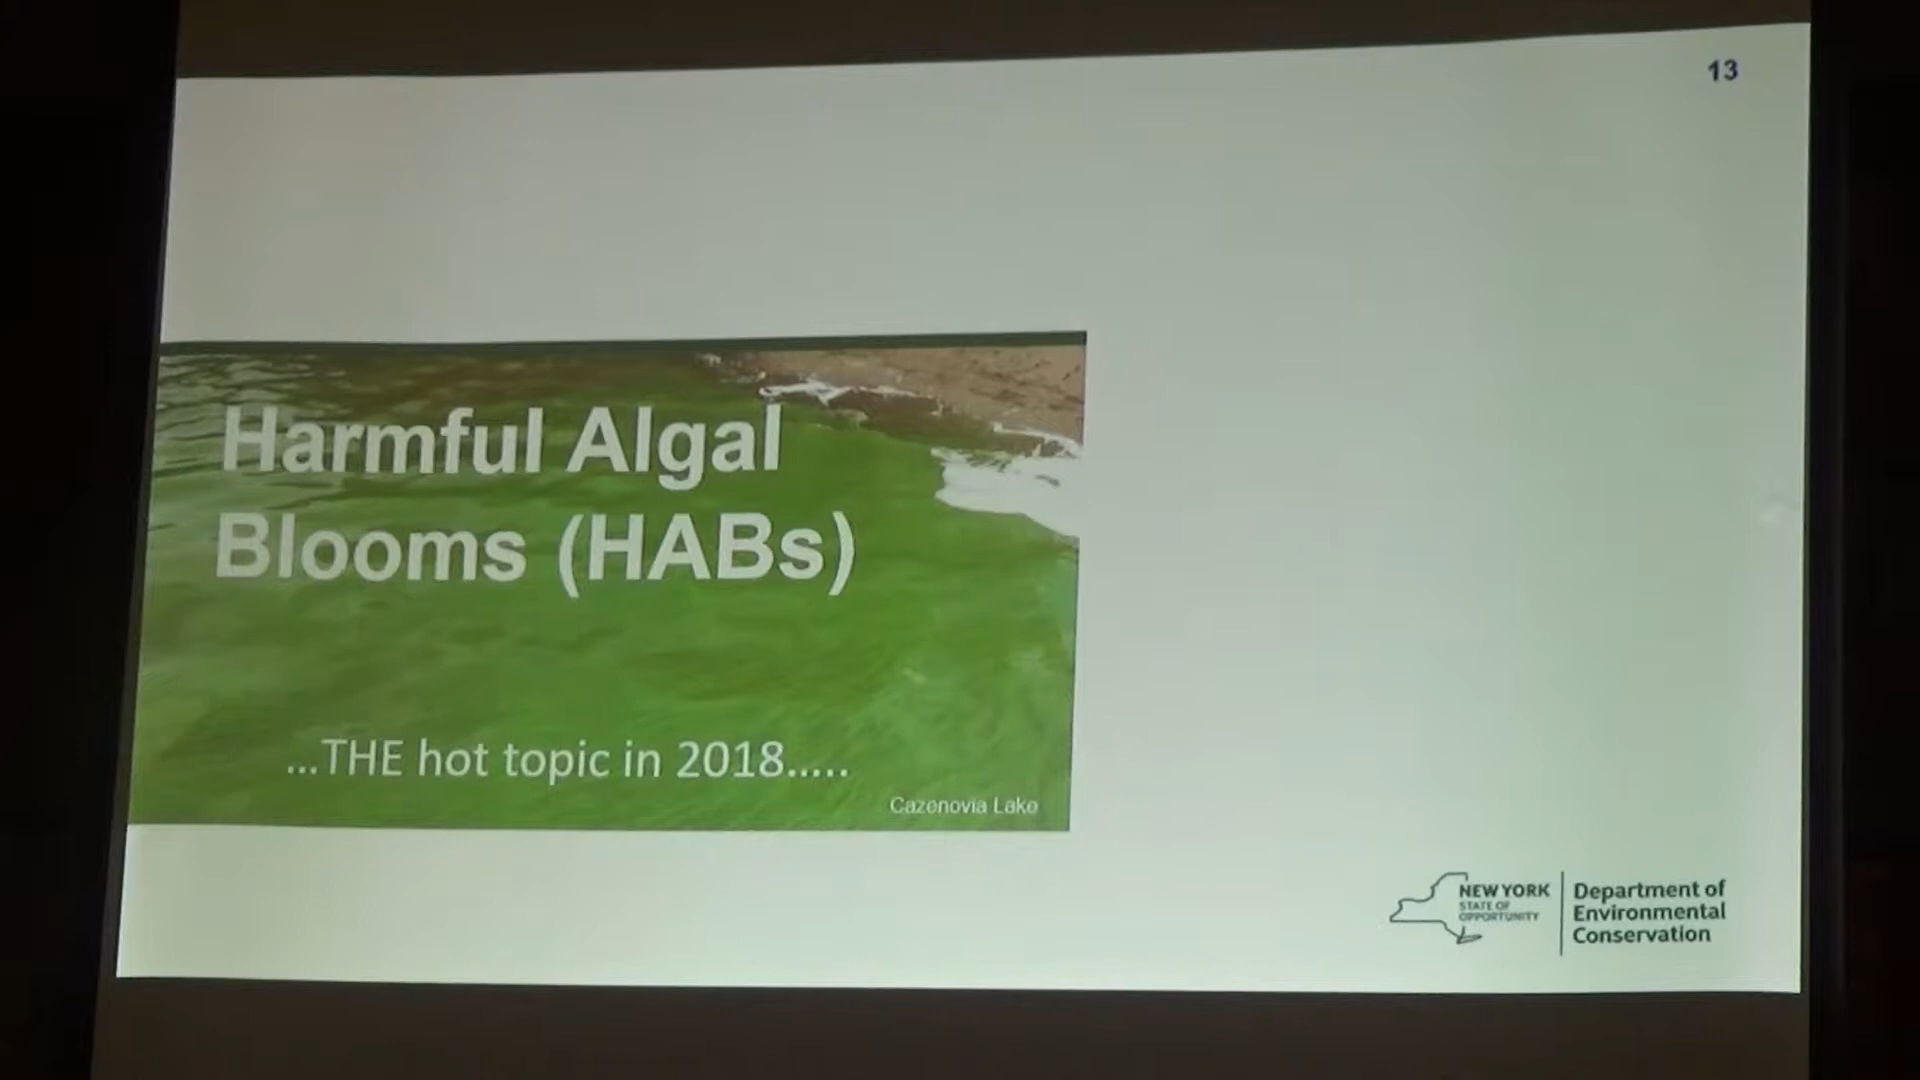 13
Harmful Algal
Blooms (HABs)
...THE hot topic in 2018.....
Cazenovia Lake
NEW YORK
STATE OF
OPPORTUNITY
Department of
Environmental
Conservation